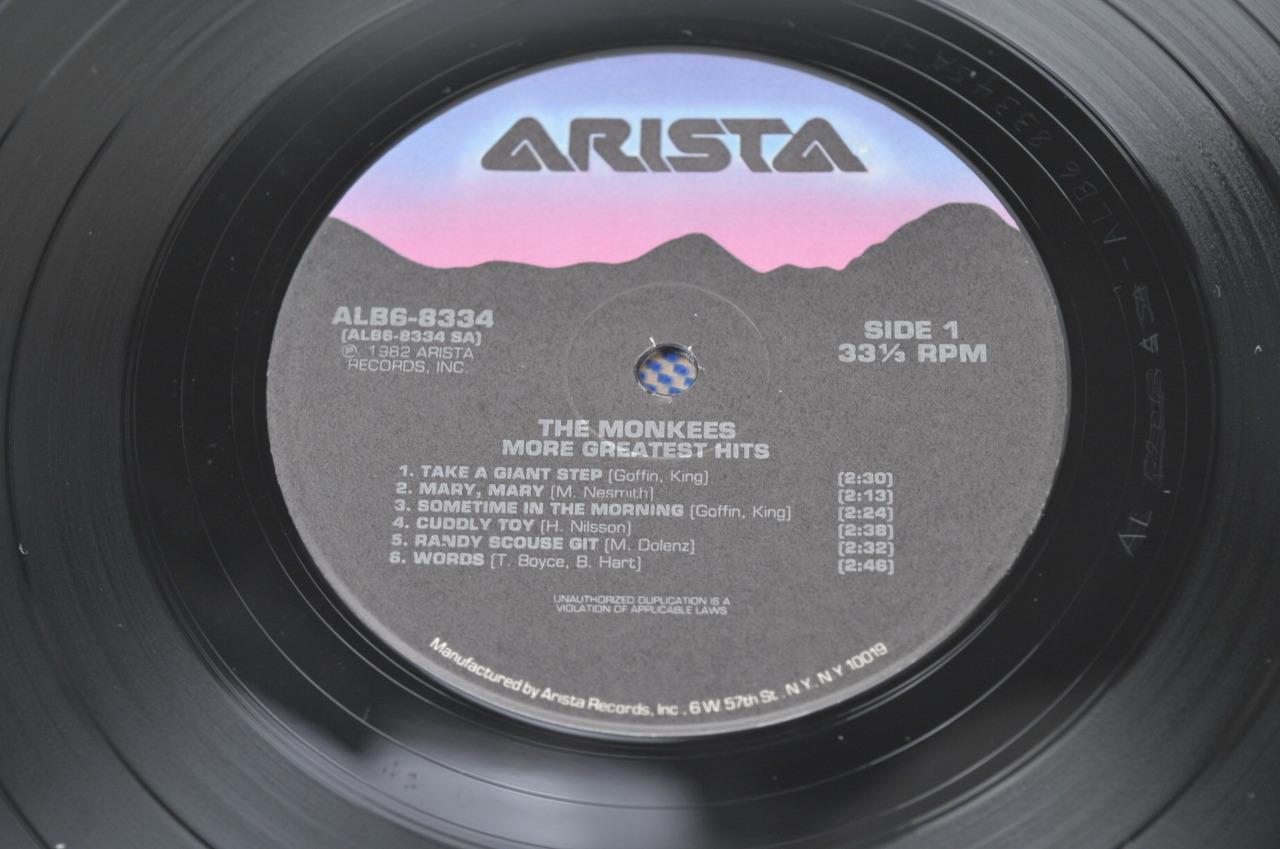 ARISTA
ALB6-8334
(ALB6-8334 SA)
℗ 1982 ARISTA
RECORDS, INC.
SIDE 1
33⅓ RPM
THE MONKEES
MORE GREATEST HITS
1. TAKE A GIANT STEP (Goffin, King) (2:30)
2. MARY, MARY (M. Nesmith) (2:13)
3. SOMETIME IN THE MORNING (Goffin, King) (2:24)
4. CUDDLY TOY (H. Nilsson) (2:38)
5. RANDY SCOUSE GIT (M. Dolenz) (2:32)
6. WORDS (T. Boyce, B. Hart) (2:46)
UNAUTHORIZED DUPLICATION IS A
VIOLATION OF APPLICABLE LAWS
Manufactured by Arista Records, Inc. 6 W. 57th St. N.Y. N.Y. 10019
ALB6 8334SA